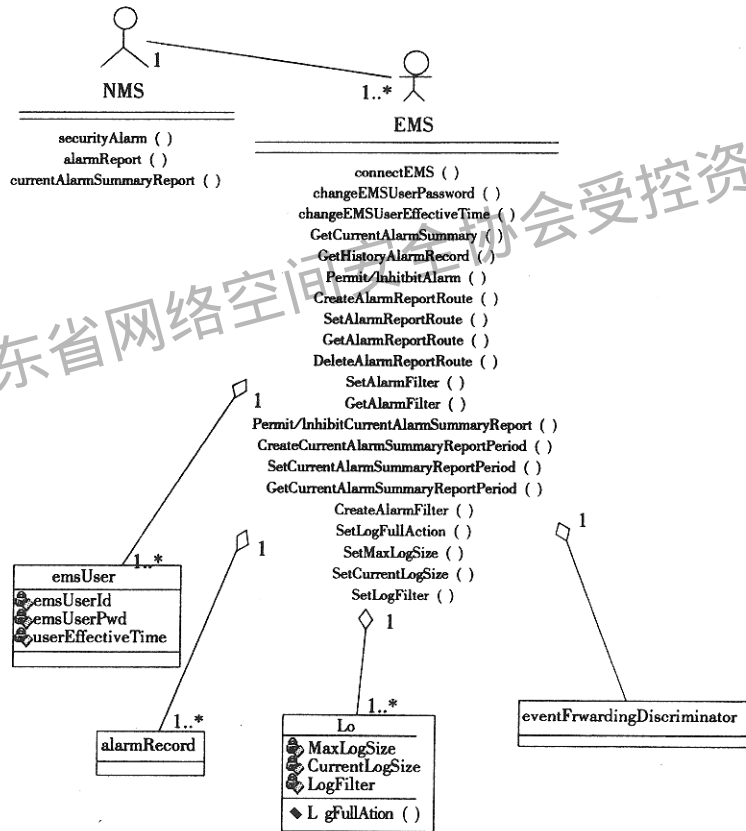 1
NMS
1..*
EMS
securityAlarm ( )
alarmReport ( )
currentAlarmSummaryReport ( )
connectEMS ( )
changeEMSUserPassword ( )
changeEMSUserEffectiveTime ( )
GetCurrentAlarmSummary ( )
GetHistoryAlarmRecord ( )
Permit/InhitbitAlarm ( )
CreateAlarmReportRoute ( )
SetAlarmReportRoute ( )
GetAlarmReportRoute ( )
DeleteAlarmReportRoute ( )
SetAlarmFilter ( )
GetAlarmFilter ( )
Permit/InhibitCurrentAlarmSummaryReport ( )
CreateCurrentAlarmSummaryReportPeriod ( )
SetCurrentAlarmSummaryReportPeriod ( )
GetCurrentAlarmSummaryReportPeriod ( )
CreateAlarmFilter ( )
SetLogFullAction ( )
SetMaxLogSize ( )
SetCurrentLogSize ( )
SetLogFilter ( )
1
1..*
emsUser
emsUserId
emsUserPwd
userEffectiveTime
1
1..*
alarmRecord
1
1..*
Lo
MaxLogSize
CurrentLogSize
LogFilter
L gFullAtion ( )
1
eventFrwardingDiscriminator
东省网络空间安全协会受控资